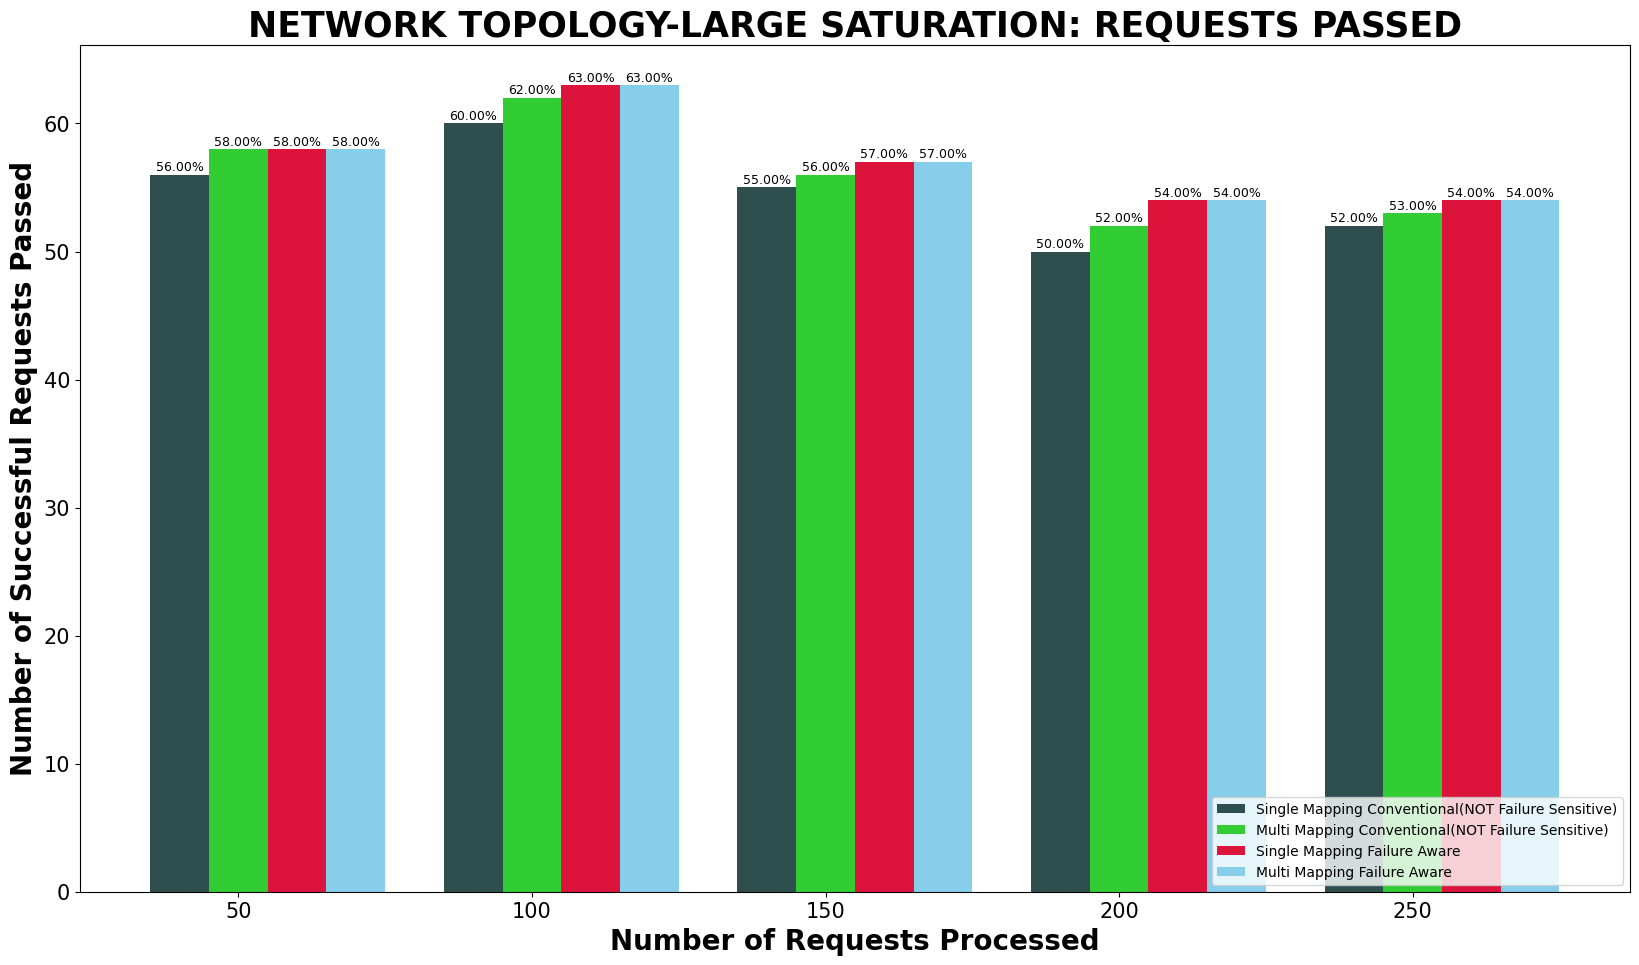 NETWORK TOPOLOGY-LARGE SATURATION: REQUESTS PASSED
Number of Successful Requests Passed
60
50
40
30
20
10
0
56.00% 58.00% 58.00% 58.00%
60.00% 62.00% 63.00% 63.00%
55.00% 56.00% 57.00% 57.00%
50.00% 52.00% 54.00% 54.00%
52.00% 53.00% 54.00% 54.00%
Single Mapping Conventional(NOT Failure Sensitive)
Multi Mapping Conventional(NOT Failure Sensitive)
Single Mapping Failure Aware
Multi Mapping Failure Aware
50 100 150 200 250
Number of Requests Processed